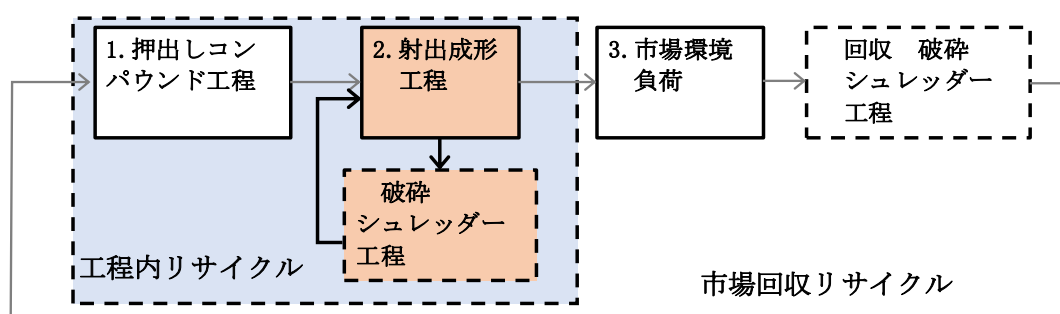 1.押出しコン
パウンド工程
2.射出成形
工程
3.市場環境
負荷
回収　破砕
シュレッダー
工程
破砕
シュレッダー
工程
工程内リサイクル
市場回収リサイクル